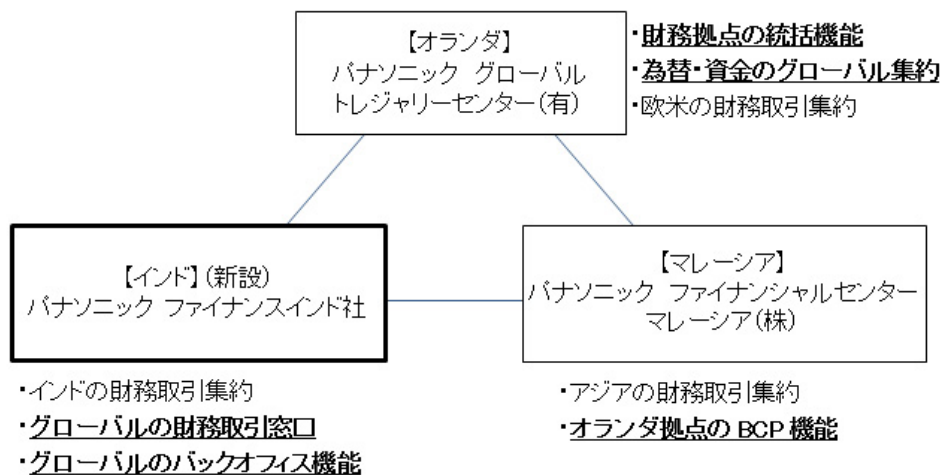 【オランダ】
パナソニック グローバル
トレジャリーセンター(有)
・財務拠点の統括機能
・為替・資金のグローバル集約
・欧米の財務取引集約
【インド】(新設)
パナソニック ファイナンスインド社
・インドの財務取引集約
・グローバルの財務取引窓口
・グローバルのバックオフィス機能
【マレーシア】
パナソニック ファイナンシャルセンター
マレーシア(株)
・アジアの財務取引集約
・オランダ拠点の BCP 機能